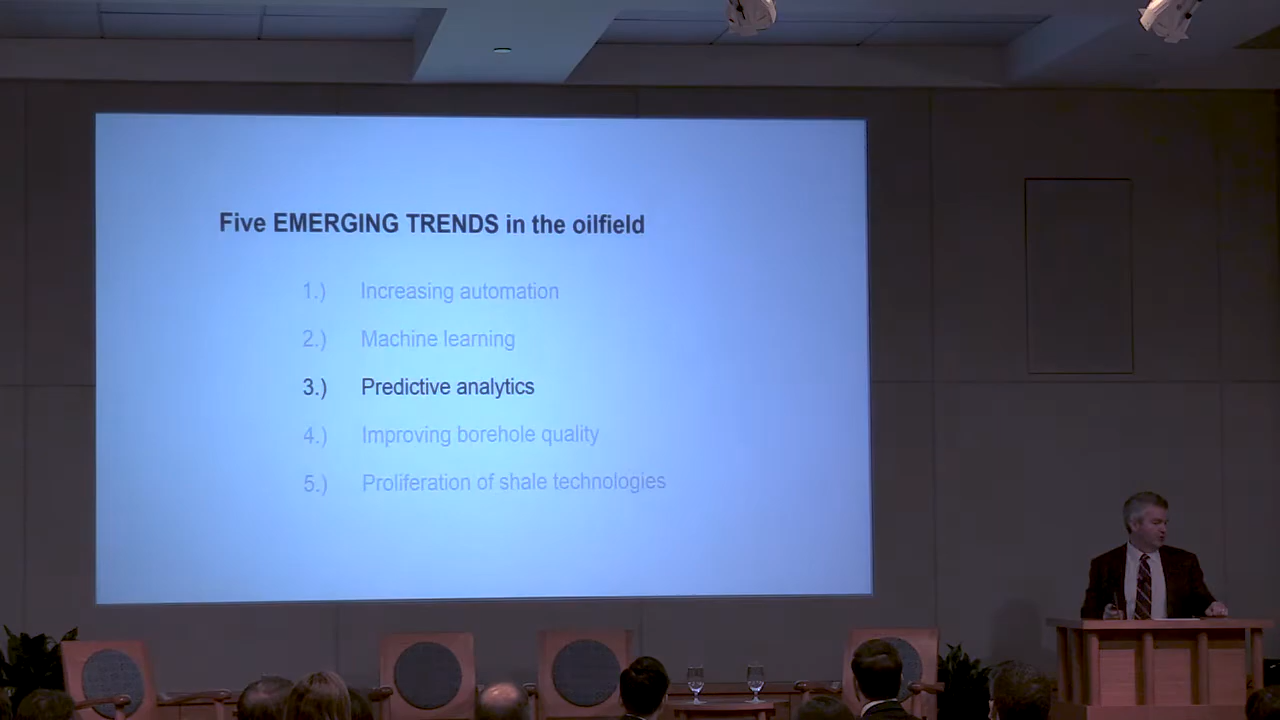 Five EMERGING TRENDS in the oilfield
1.) Increasing automation
2.) Machine learning
3.) Predictive analytics
4.) Improving borehole quality
5.) Proliferation of shale technologies